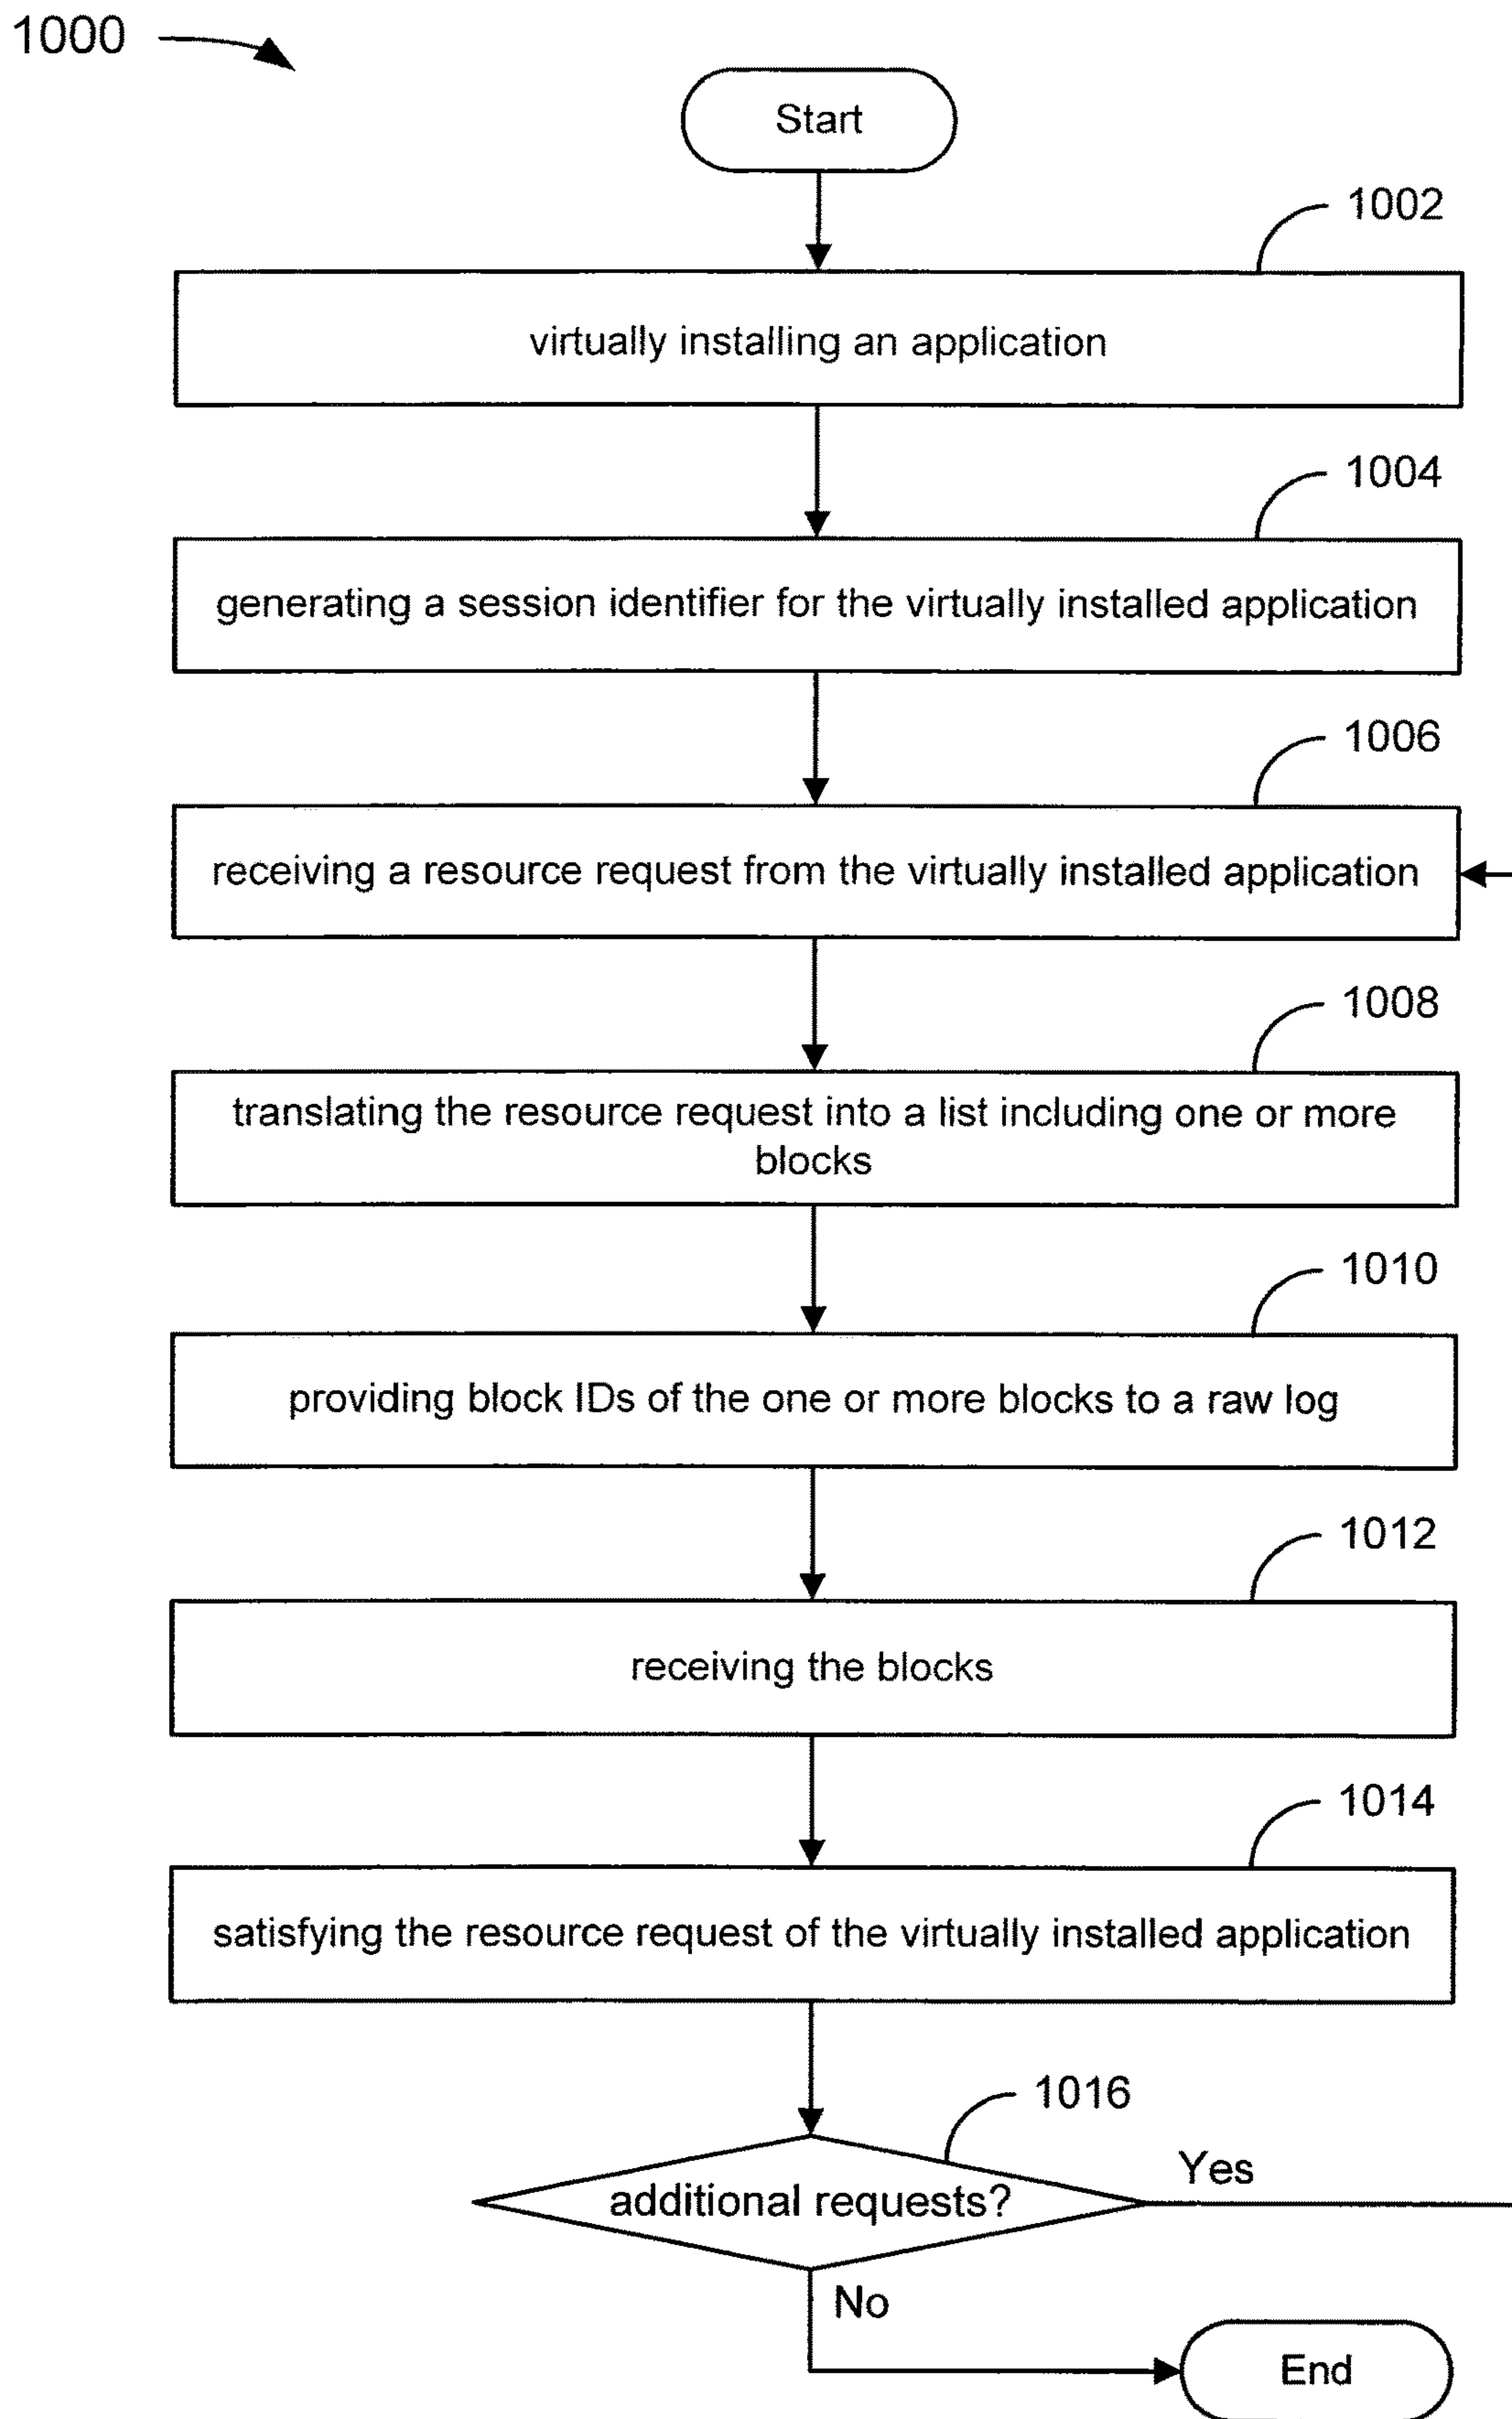 1000
Start
1002
virtually installing an application
1004
generating a session identifier for the virtually installed application
1006
receiving a resource request from the virtually installed application
1008
translating the resource request into a list including one or more
blocks
1010
providing block IDs of the one or more blocks to a raw log
1012
receiving the blocks
1014
satisfying the resource request of the virtually installed application
1016
additional requests?
Yes
No
End